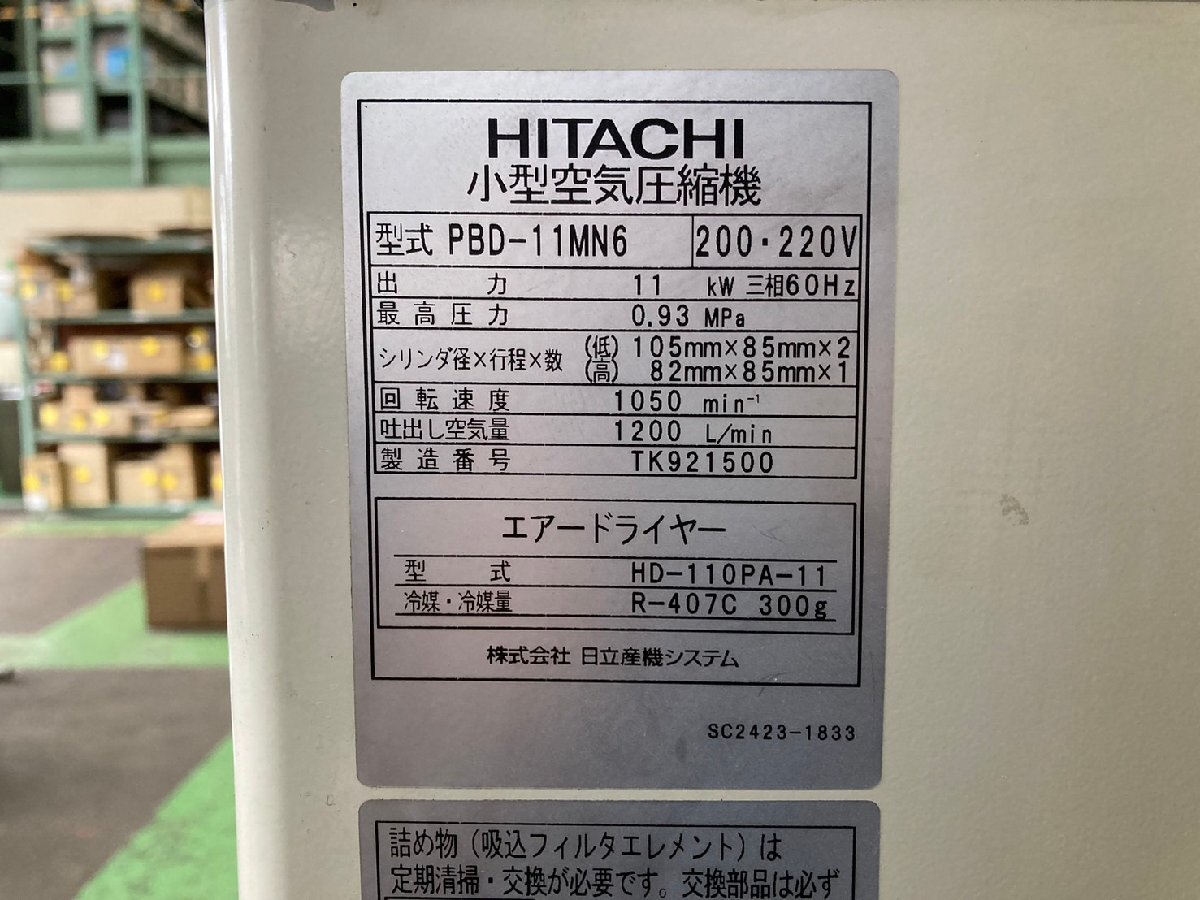 HITACHI
小型空気圧縮機
型式 PBD-11MN6 200・220V
出力 11 kW 三相60Hz
最高圧力 0.93 MPa
シリンダ径×行程×数 (低) 105mm×85mm×2
(高) 82mm×85mm×1
回転速度 1050 min⁻¹
吐出し空気量 1200 L/min
製造番号 TK921500
エアードライヤー
型式 HD-110PA-11
冷媒・冷媒量 R-407C 300g
株式会社 日立産機システム
SC2423-1833
詰め物（吸込フィルタエレメント）は
定期清掃・交換が必要です。交換部品は必ず